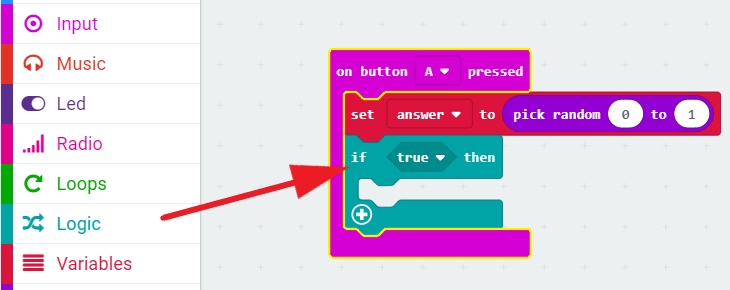 Input
Music
Led
Radio
Loops
Logic
Variables
on button A pressed
set answer to pick random 0 to 1
if true then